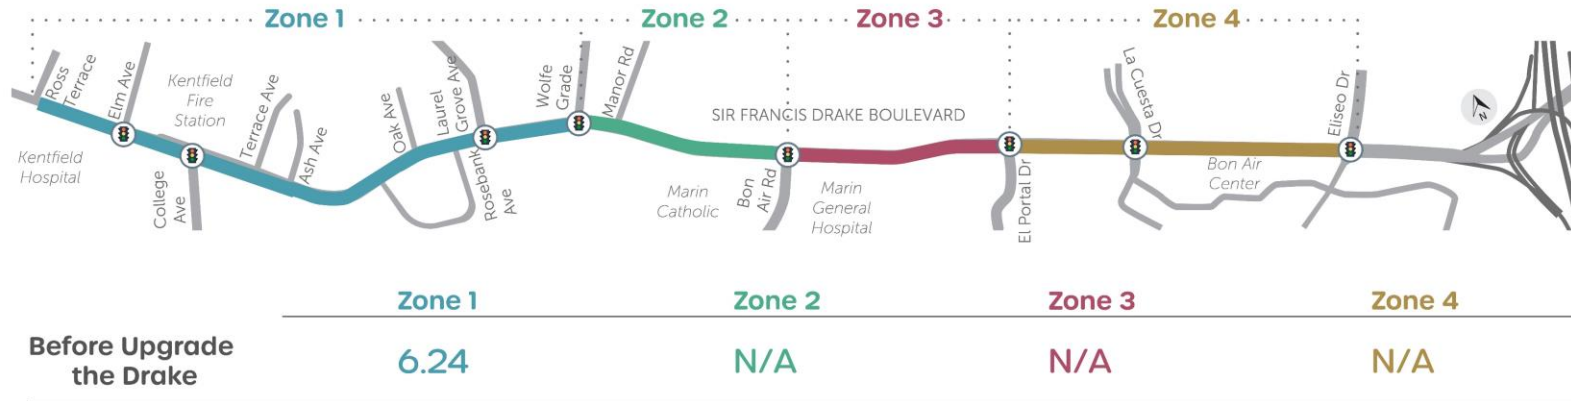 Zone 1
Zone 2
Zone 3
Zone 4
Ross
Terrace
Elm Ave
Kentfield
Fire
Station
Terrace Ave
Ash Ave
Oak Ave
Laurel
Grove Ave
Wolfe
Grade
Manor Rd
SIR FRANCIS DRAKE BOULEVARD
La Cuesta Dr
Eliseo Dr
N
Kentfield
Hospital
College
Ave
Rosebank
Ave
Marin
Catholic
Bon
Air Rd
Marin
General
Hospital
El Portal Dr
Bon Air
Center
Zone 1
Zone 2
Zone 3
Zone 4
Before Upgrade
the Drake
6.24
N/A
N/A
N/A